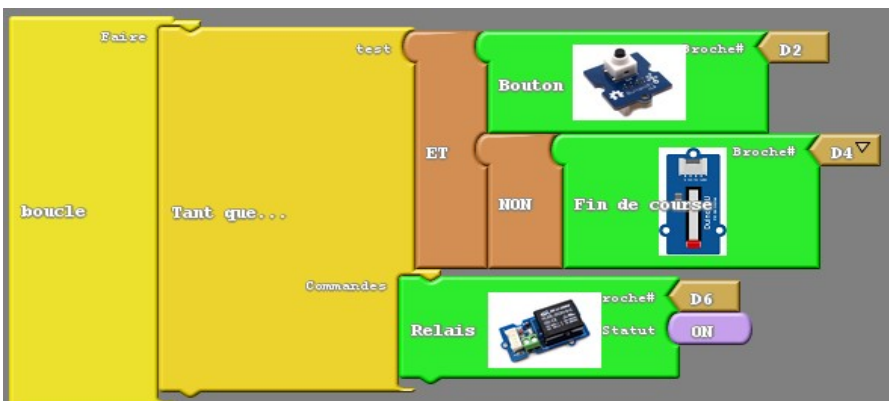 Faire
test
Broche#
D2
Bouton
ET
Broche#
D4
boucle
Tant que...
NON
Fin de course
Commandes
roche#
D6
Relais
Statut
ON